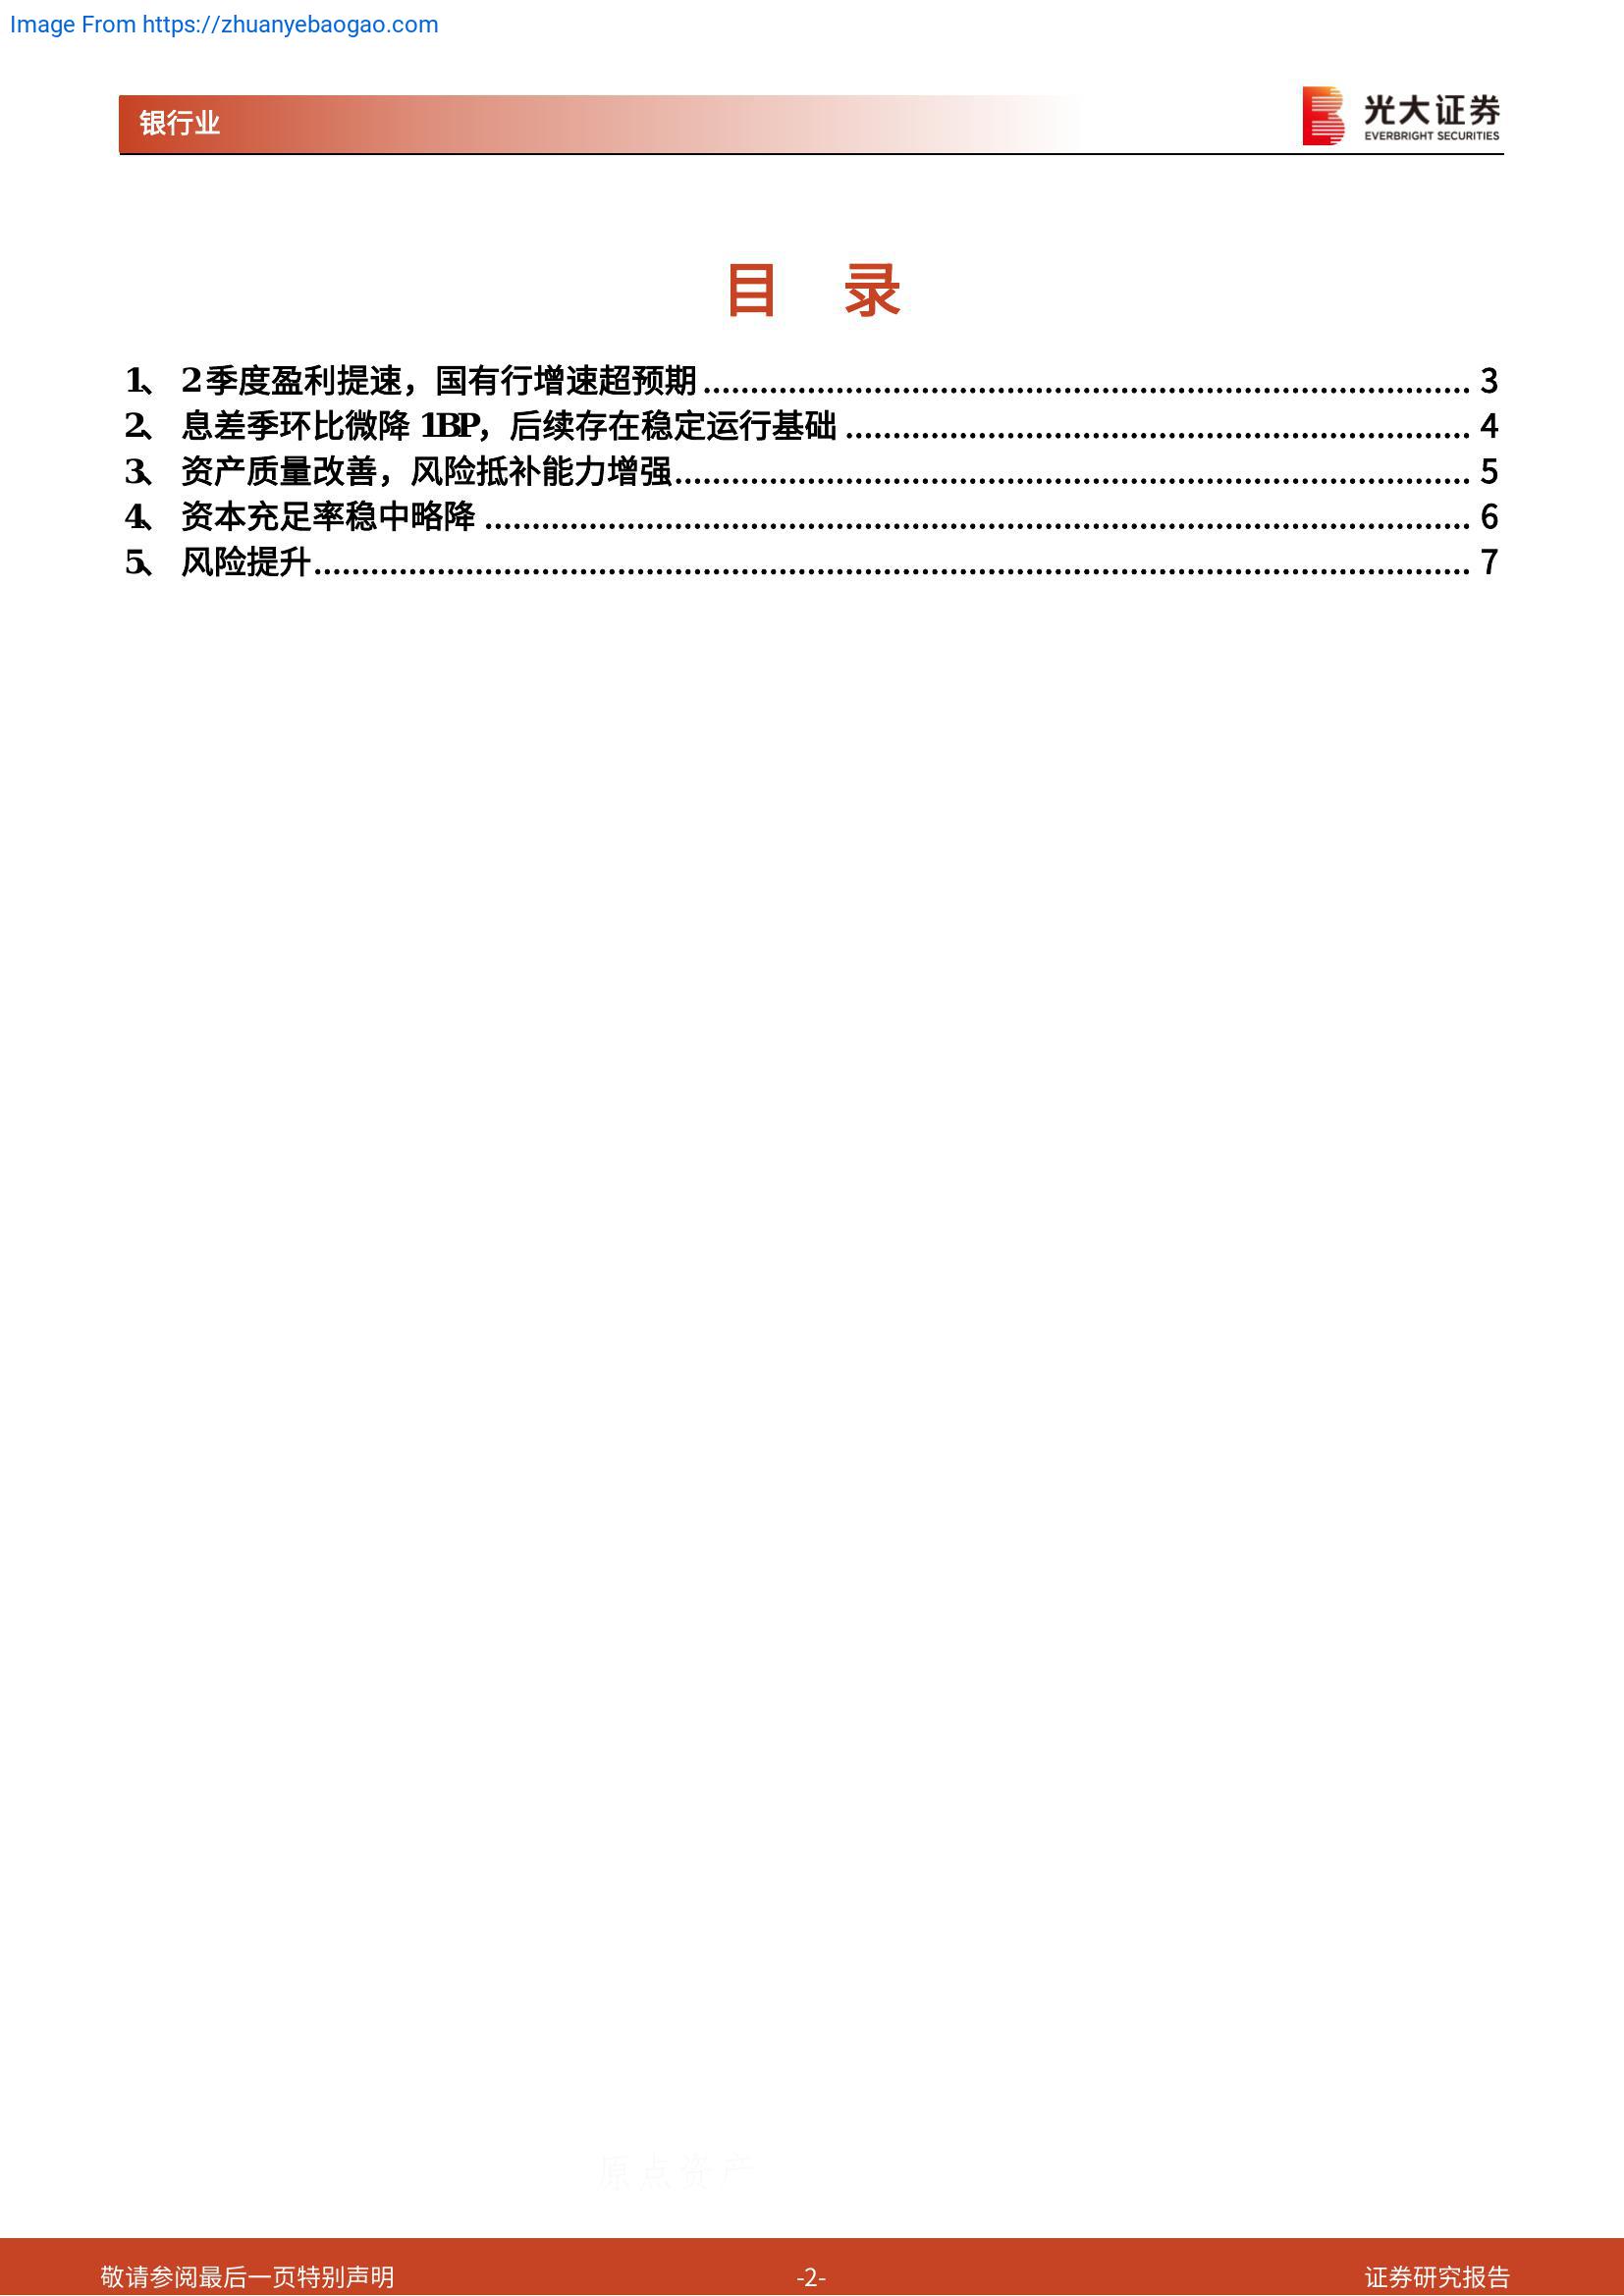 Image From https://zhuanyebaogao.com
银行业
光大证券
EVERBRIGHT SECURITIES
目 录
1、 2季度盈利提速，国有行增速超预期 3
2、 息差季环比微降 1BP，后续存在稳定运行基础 4
3、 资产质量改善，风险抵补能力增强 5
4、 资本充足率稳中略降 6
5、 风险提升 7
原点资产
敬请参阅最后一页特别声明
-2-
证券研究报告